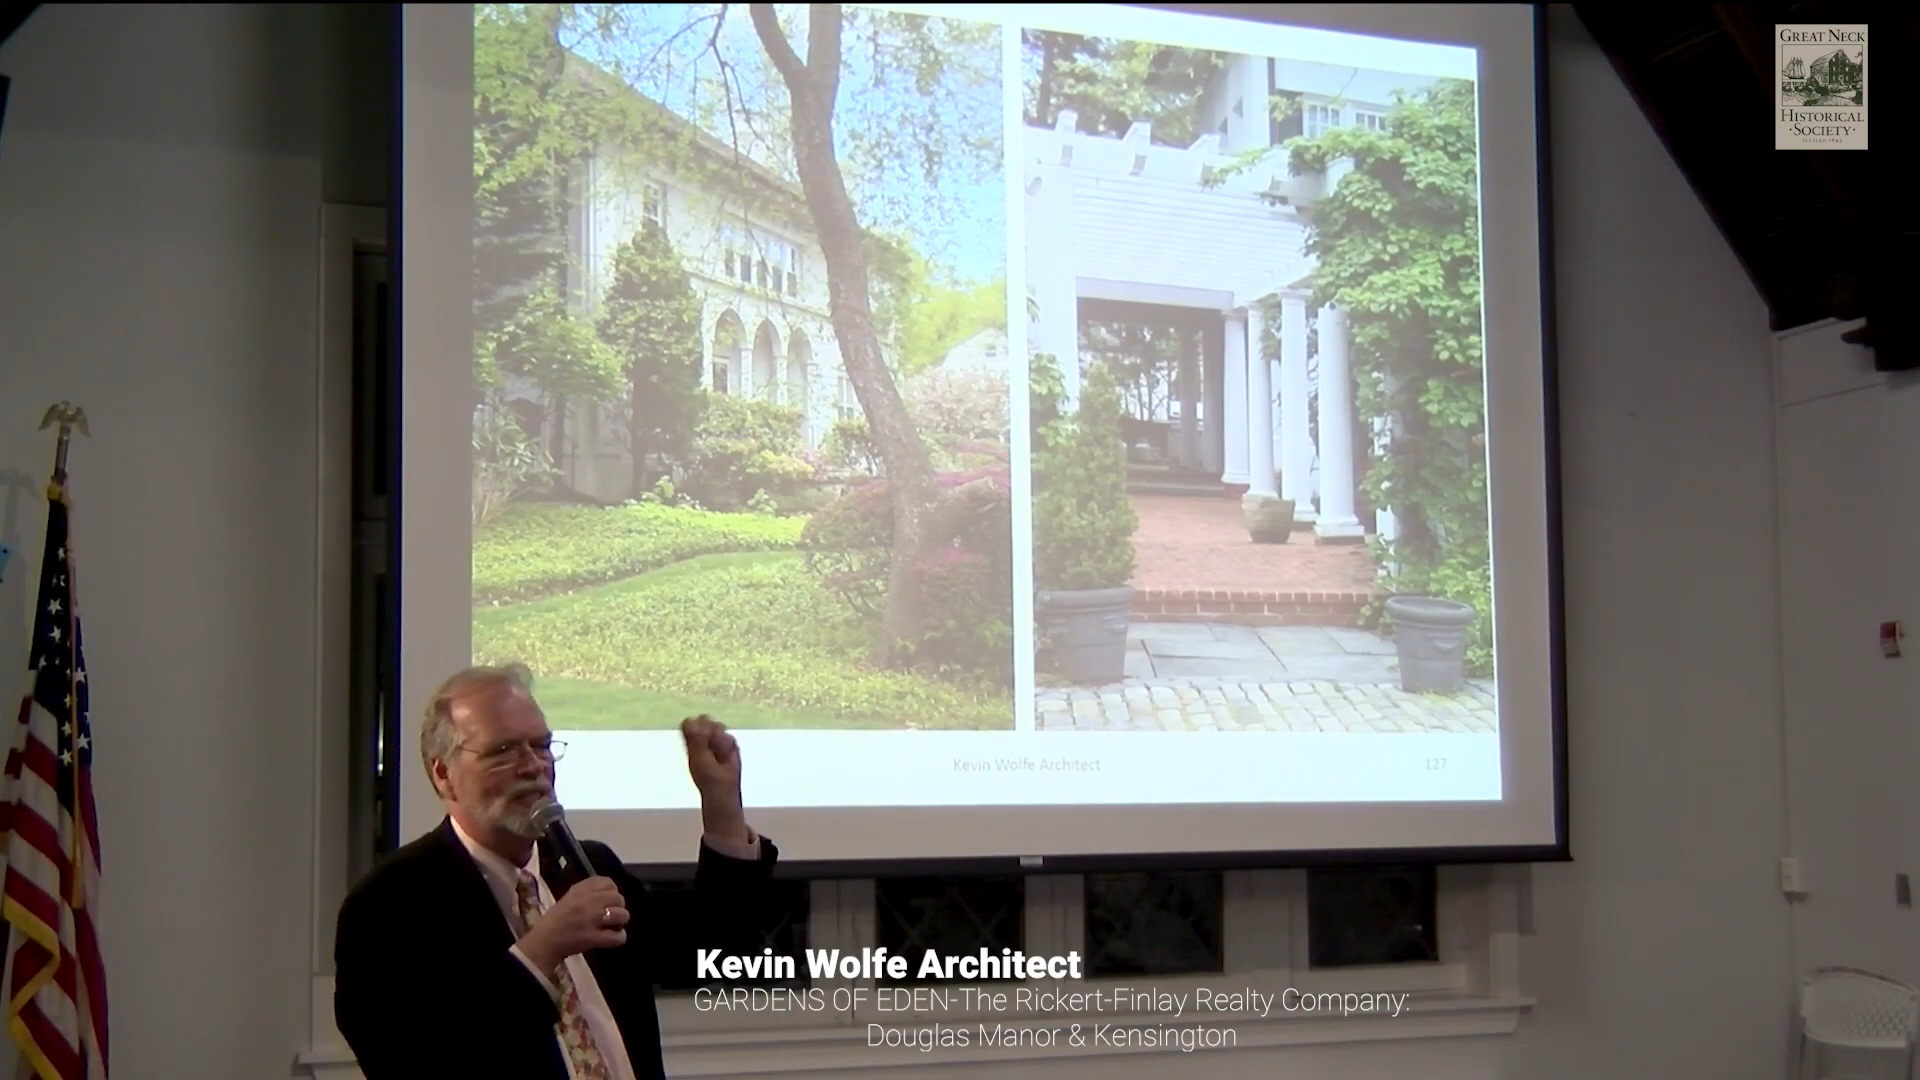 GREAT NECK
HISTORICAL
·SOCIETY·
Kevin Wolfe Architect
127
Kevin Wolfe Architect
GARDENS OF EDEN-The Rickert-Finlay Realty Company:
Douglas Manor & Kensington